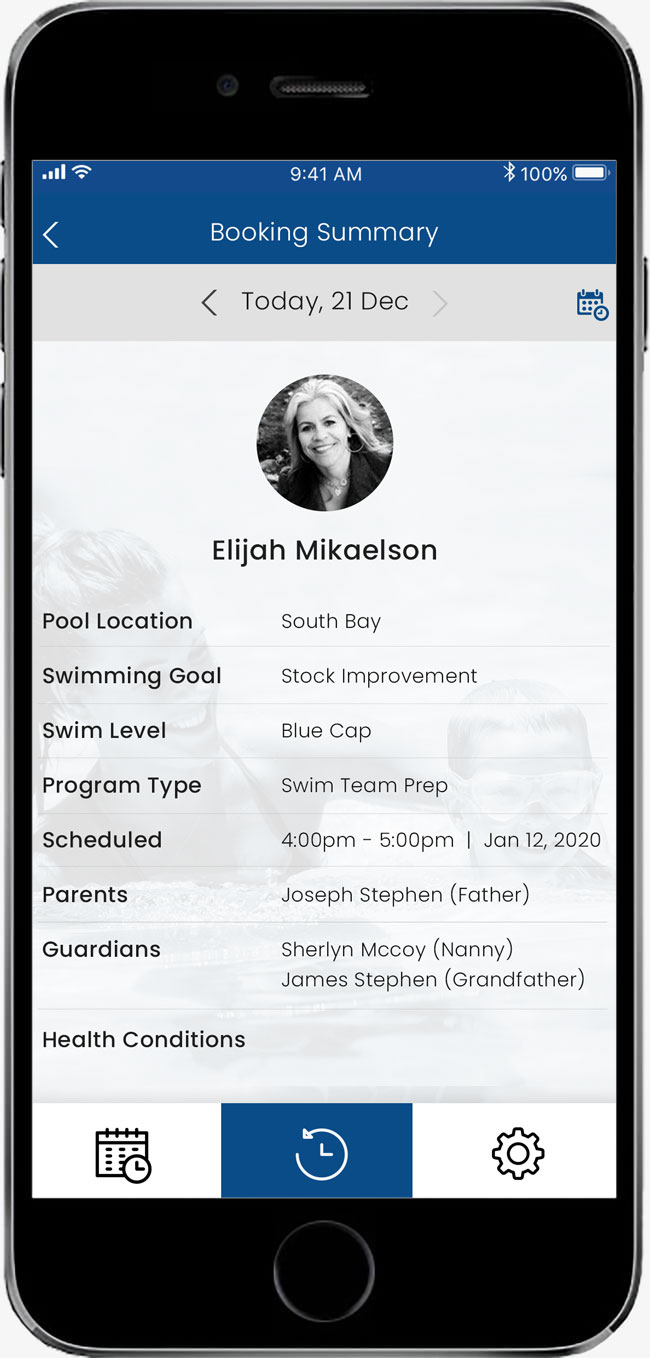 9:41 AM
100%
Booking Summary
Today, 21 Dec
Elijah Mikaelson
Pool Location South Bay
Swimming Goal Stock Improvement
Swim Level Blue Cap
Program Type Swim Team Prep
Scheduled 4:00pm - 5:00pm | Jan 12, 2020
Parents Joseph Stephen (Father)
Guardians Sherlyn Mccoy (Nanny)
James Stephen (Grandfather)
Health Conditions